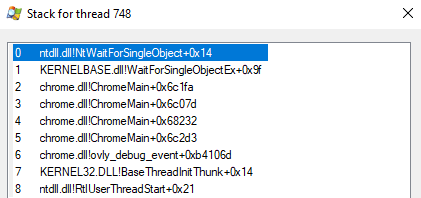 Stack for thread 748
0 ntdll.dll!NtWaitForSingleObject+0x14
1 KERNELBASE.dll!WaitForSingleObjectEx+0x9f
2 chrome.dll!ChromeMain+0x6c1fa
3 chrome.dll!ChromeMain+0x6c07d
4 chrome.dll!ChromeMain+0x68232
5 chrome.dll!ChromeMain+0x6c2d3
6 chrome.dll!ovly_debug_event+0xb4106d
7 KERNEL32.DLL!BaseThreadInitThunk+0x14
8 ntdll.dll!RtlUserThreadStart+0x21